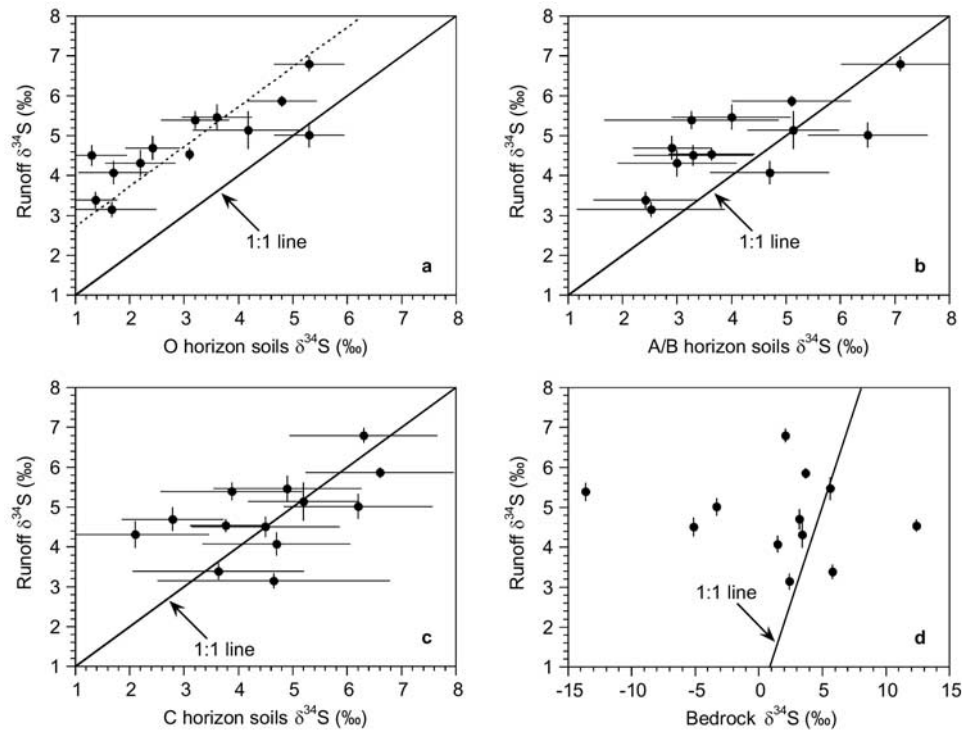 8
7
6
5
4
3
2
1
Runoff δ³⁴S (‰)
1:1 line
a
1 2 3 4 5 6 7 8
O horizon soils δ³⁴S (‰)
8
7
6
5
4
3
2
1
Runoff δ³⁴S (‰)
1:1 line
b
1 2 3 4 5 6 7 8
A/B horizon soils δ³⁴S (‰)
8
7
6
5
4
3
2
1
Runoff δ³⁴S (‰)
1:1 line
c
1 2 3 4 5 6 7 8
C horizon soils δ³⁴S (‰)
8
7
6
5
4
3
2
1
Runoff δ³⁴S (‰)
1:1 line
d
-15 -10 -5 0 5 10 15
Bedrock δ³⁴S (‰)